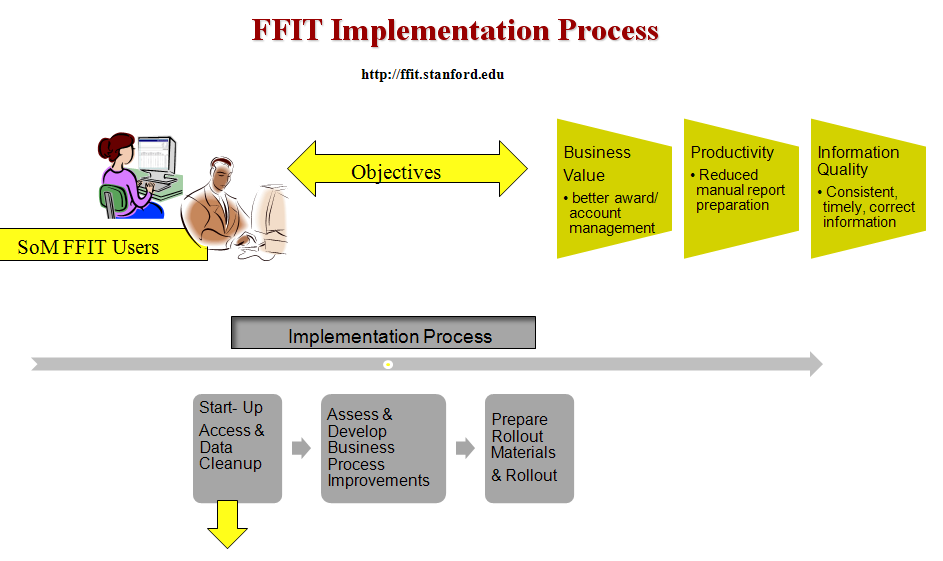 FFIT Implementation Process
http://ffit.stanford.edu
SoM FFIT Users
Objectives
Business
Value
• better award/
account
management
Productivity
• Reduced
manual report
preparation
Information
Quality
• Consistent,
timely, correct
information
Implementation Process
Start- Up
Access &
Data
Cleanup
Assess &
Develop
Business
Process
Improvements
Prepare
Rollout
Materials
& Rollout